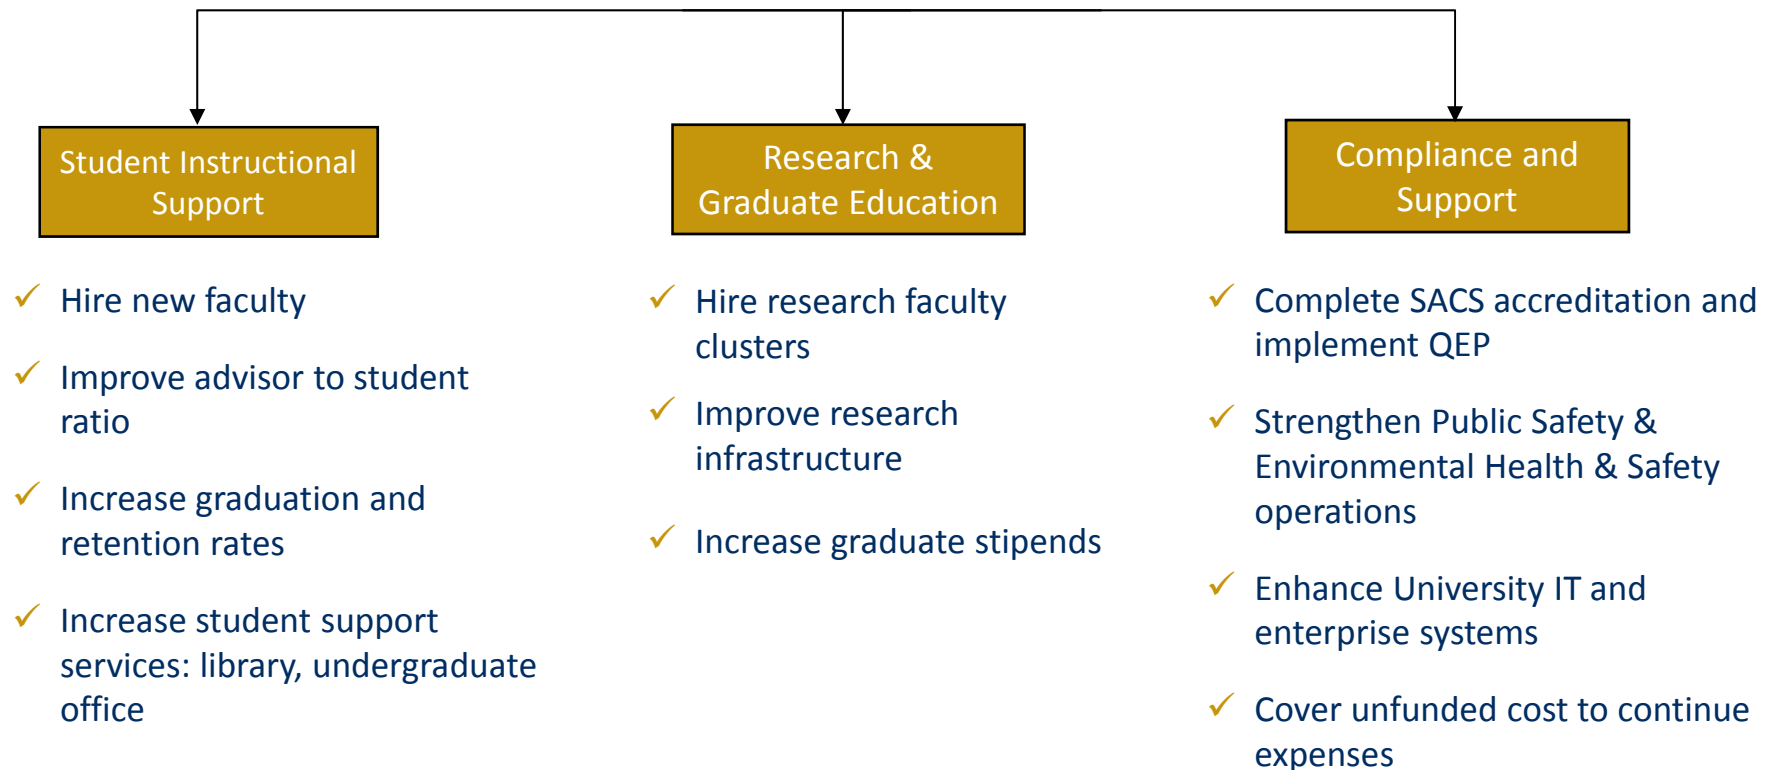 Student Instructional
Support
Hire new faculty
Improve advisor to student
ratio
Increase graduation and
retention rates
Increase student support
services: library, undergraduate
office
Research &
Graduate Education
Hire research faculty
clusters
Improve research
infrastructure
Increase graduate stipends
Compliance and
Support
Complete SACS accreditation and
implement QEP
Strengthen Public Safety &
Environmental Health & Safety
operations
Enhance University IT and
enterprise systems
Cover unfunded cost to continue
expenses